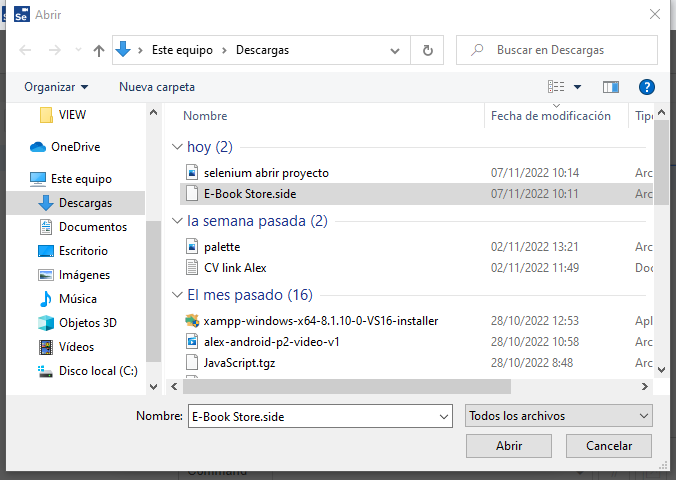 Se Abrir
Este equipo > Descargas
Buscar en Descargas
Organizar
Nueva carpeta
VIEW
OneDrive
Este equipo
Descargas
Documentos
Escritorio
Imágenes
Música
Objetos 3D
Vídeos
Disco local (C:)
Nombre Fecha de modificación Tipo
hoy (2)
selenium abrir proyecto 07/11/2022 10:14 Arc
E-Book Store.side 07/11/2022 10:11 Arc
la semana pasada (2)
palette 02/11/2022 13:21 Arc
CV link Alex 02/11/2022 11:49 Doc
El mes pasado (16)
xampp-windows-x64-8.1.10-0-VS16-installer 28/10/2022 12:53 Apl
alex-android-p2-video-v1 28/10/2022 10:58 Arc
JavaScript.tgz 28/10/2022 8:48 Arc
Nombre: E-Book Store.side
Todos los archivos
Abrir
Cancelar
Command